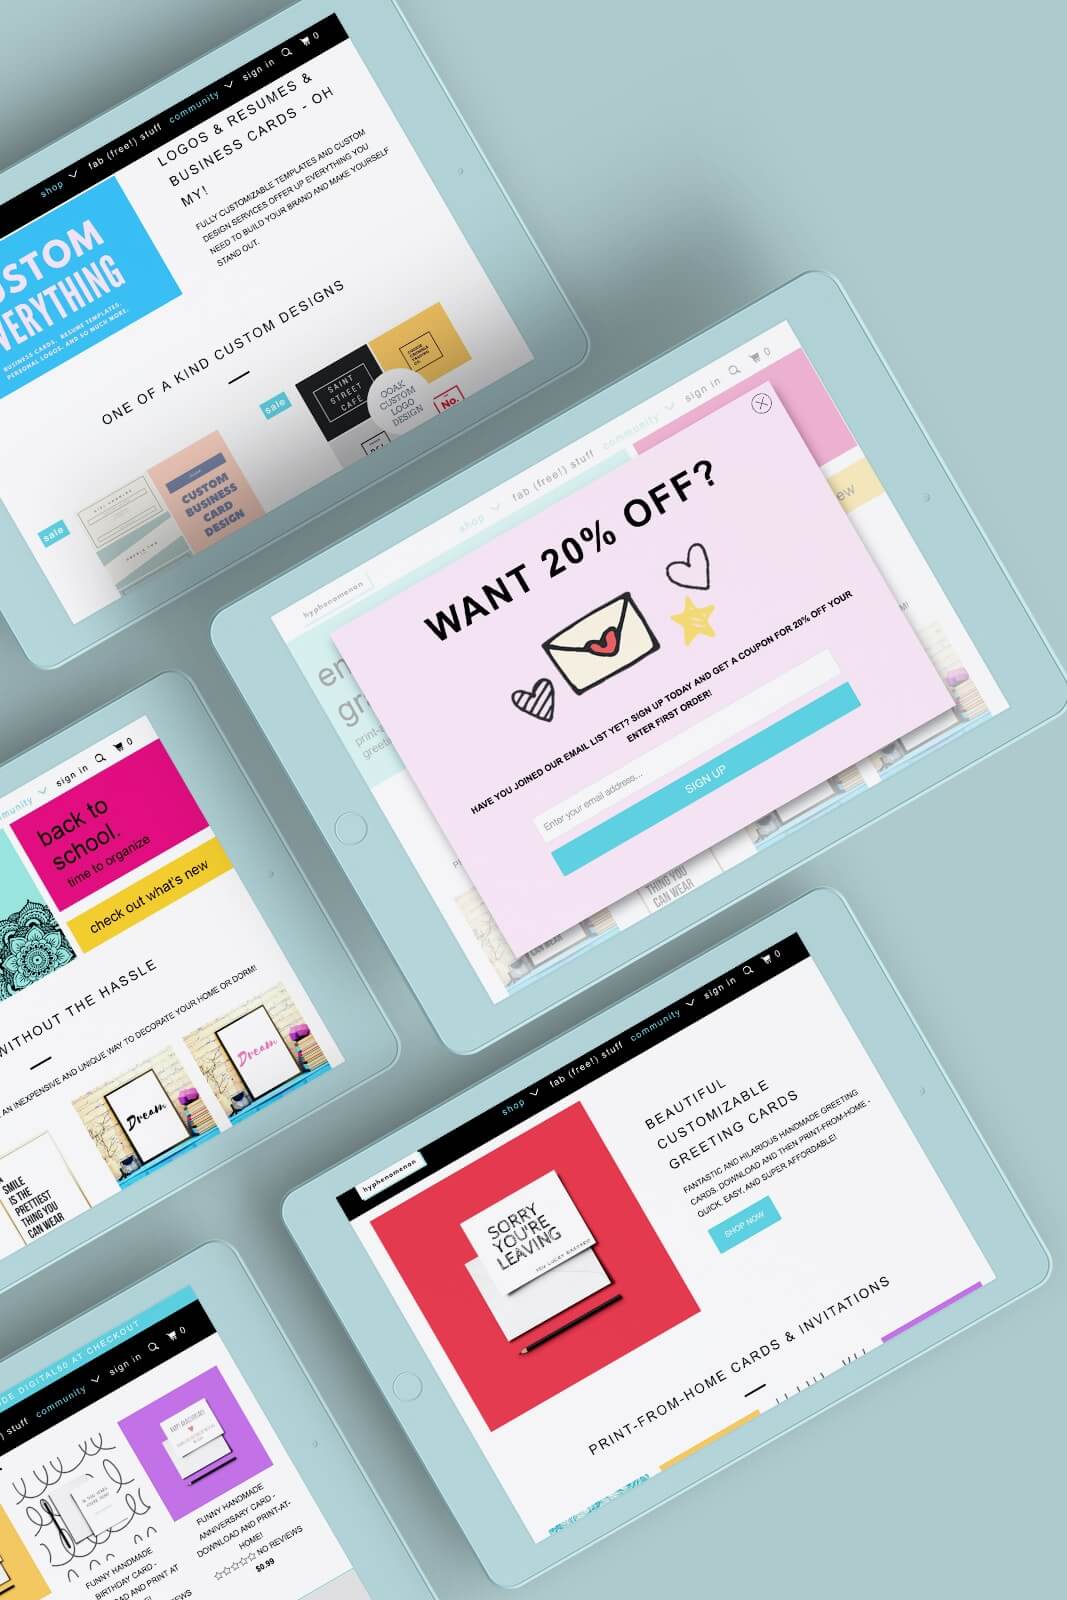 shop
fab (free!) stuff
community
sign in
0
LOGOS & RESUMES &
BUSINESS CARDS - OH
MY!
FULLY CUSTOMIZABLE TEMPLATES AND CUSTOM
DESIGN SERVICES OFFER UP EVERYTHING YOU
NEED TO BUILD YOUR BRAND AND MAKE YOURSELF
STAND OUT.
BUSINESS CARDS, RESUME TEMPLATES,
PERSONAL LOGOS, AND SO MUCH MORE.
ONE OF A KIND CUSTOM DESIGNS
sale
SAINT
STREET
CAFE
OOAK
CUSTOM
LOGO
DESIGN
No.
sale
CUSTOM
BUSINESS
CARD
DESIGN
hyphenomenon
shop
fab (free!) stuff
community
sign in
0
WANT 20% OFF?
HAVE YOU JOINED OUR EMAIL LIST YET? SIGN UP TODAY AND GET A COUPON FOR 20% OFF YOUR
ENTER FIRST ORDER!
Enter your email address...
SIGN UP
THING YOU
CAN WEAR
sign in
0
back to
school.
time to organize
check out what's new
WITHOUT THE HASSLE
AN INEXPENSIVE AND UNIQUE WAY TO DECORATE YOUR HOME OR DORM!
Dream
Dream
SMILE
IS THE
PRETTIEST
THING YOU
CAN WEAR
hyphenomenon
shop
fab (free!) stuff
community
sign in
0
SORRY
YOU'RE
LEAVING
YOU LUCKY BASTARD
BEAUTIFUL
CUSTOMIZABLE
GREETING CARDS
FANTASTIC AND HILARIOUS HANDMADE GREETING
CARDS. DOWNLOAD AND THEN PRINT-FROM-HOME -
QUICK, EASY, AND SUPER AFFORDABLE!
SHOP NOW
PRINT-FROM-HOME CARDS & INVITATIONS
DIGITAL50 AT CHECKOUT
stuff
community
sign in
0
FUNNY HANDMADE
ANNIVERSARY CARD -
DOWNLOAD AND PRINT-AT-
HOME!
NO REVIEWS
$0.99
FUNNY HANDMADE
BIRTHDAY CARD -
AND PRINT AT